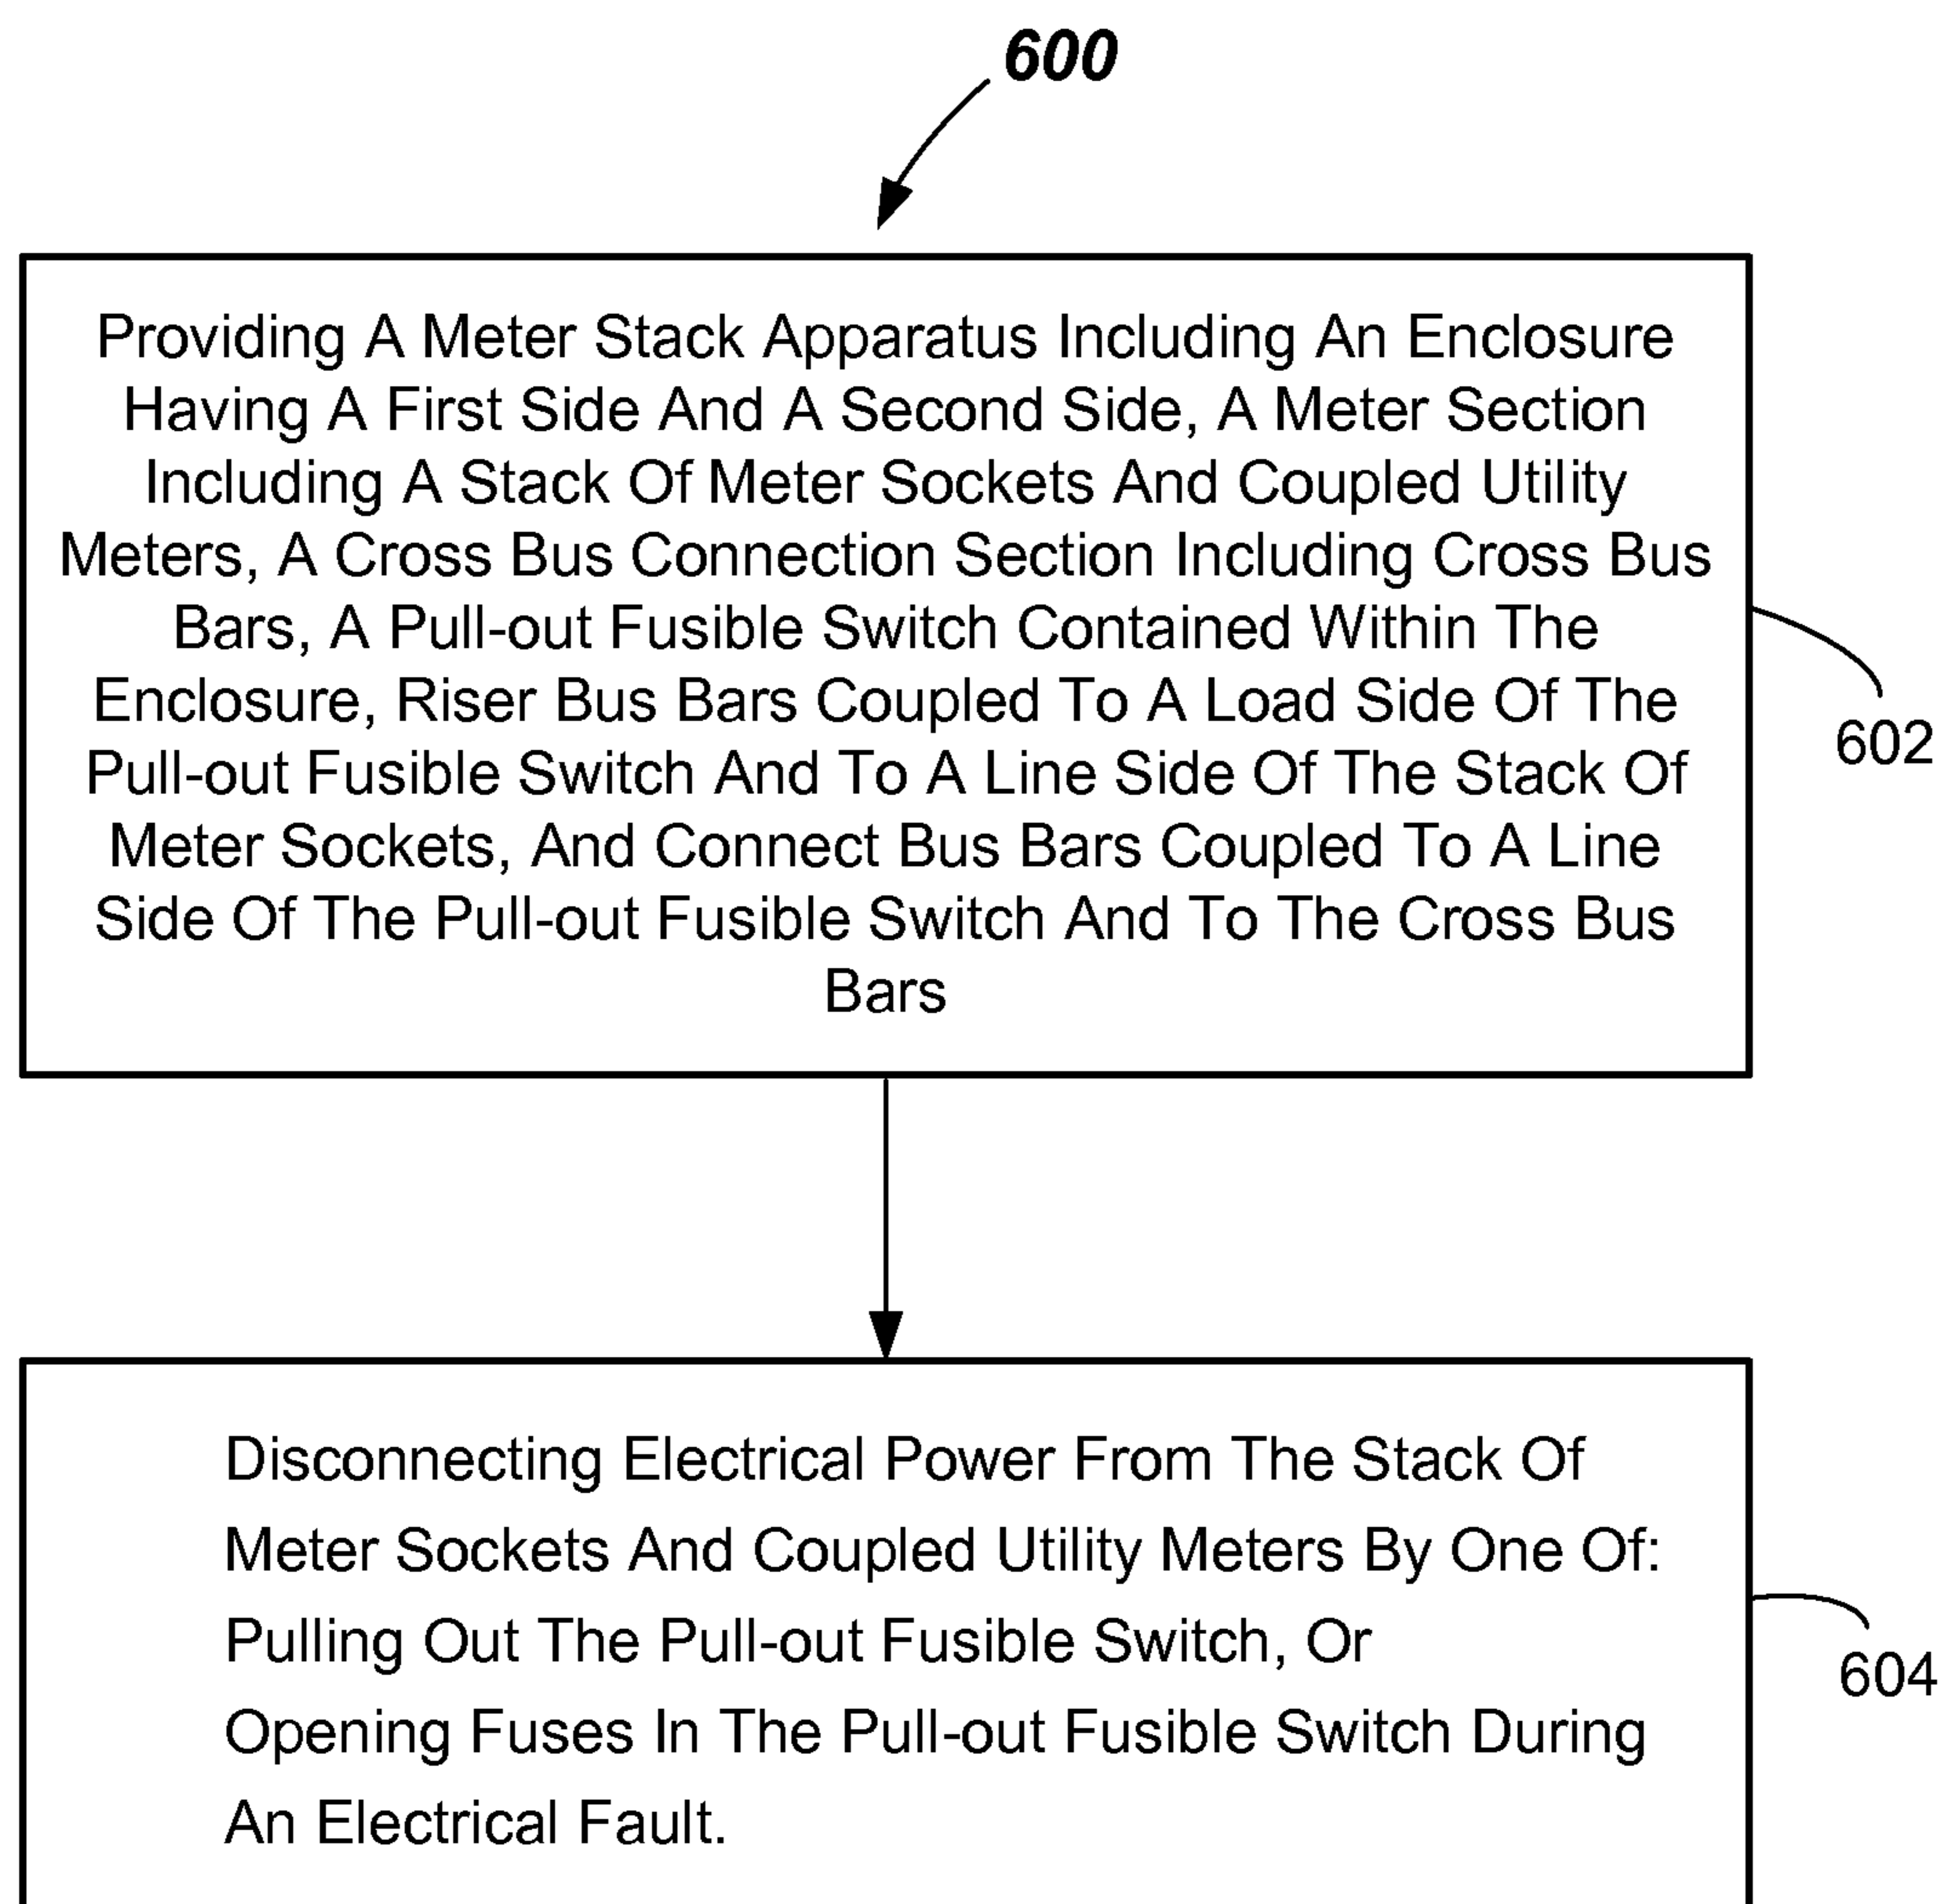 600
Providing A Meter Stack Apparatus Including An Enclosure
Having A First Side And A Second Side, A Meter Section
Including A Stack Of Meter Sockets And Coupled Utility
Meters, A Cross Bus Connection Section Including Cross Bus
Bars, A Pull-out Fusible Switch Contained Within The
Enclosure, Riser Bus Bars Coupled To A Load Side Of The
Pull-out Fusible Switch And To A Line Side Of The Stack Of
Meter Sockets, And Connect Bus Bars Coupled To A Line
Side Of The Pull-out Fusible Switch And To The Cross Bus
Bars
602
Disconnecting Electrical Power From The Stack Of
Meter Sockets And Coupled Utility Meters By One Of:
Pulling Out The Pull-out Fusible Switch, Or
Opening Fuses In The Pull-out Fusible Switch During
An Electrical Fault.
604